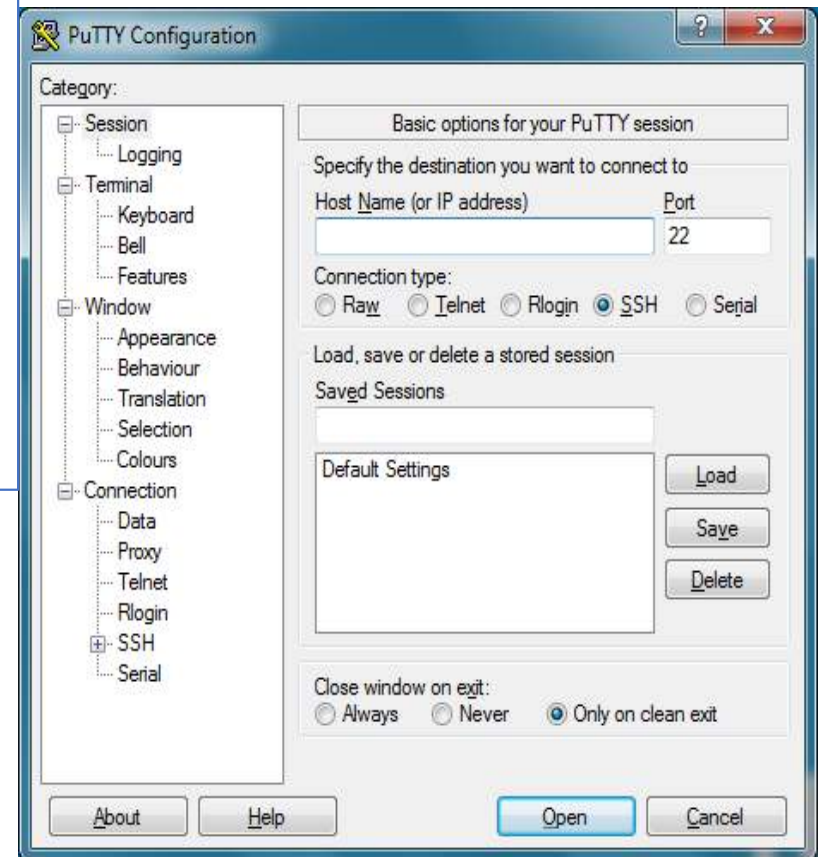 PuTTY Configuration
? X
Category:
Session
Logging
Terminal
Keyboard
Bell
Features
Window
Appearance
Behaviour
Translation
Selection
Colours
Connection
Data
Proxy
Telnet
Rlogin
SSH
Serial
Basic options for your PuTTY session
Specify the destination you want to connect to
Host Name (or IP address) Port
22
Connection type:
Raw Telnet Rlogin SSH Serial
Load, save or delete a stored session
Saved Sessions
Default Settings
Load
Save
Delete
Close window on exit:
Always Never Only on clean exit
About Help Open Cancel